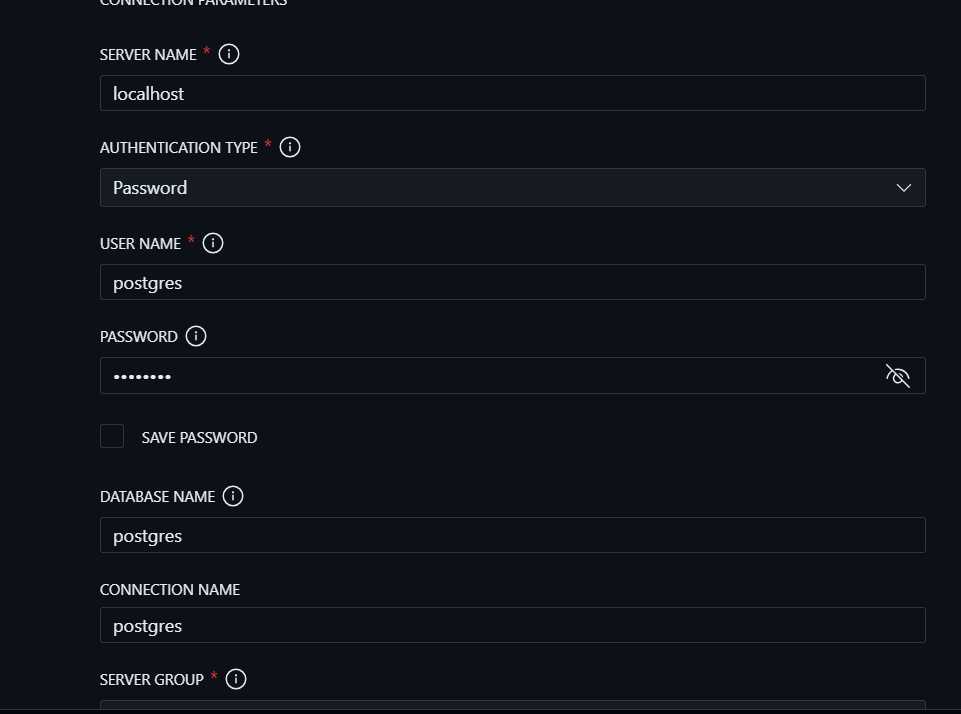 CONNECTION PARAMETERS
SERVER NAME *
localhost
AUTHENTICATION TYPE *
Password
USER NAME *
postgres
PASSWORD
••••••••
SAVE PASSWORD
DATABASE NAME
postgres
CONNECTION NAME
postgres
SERVER GROUP *